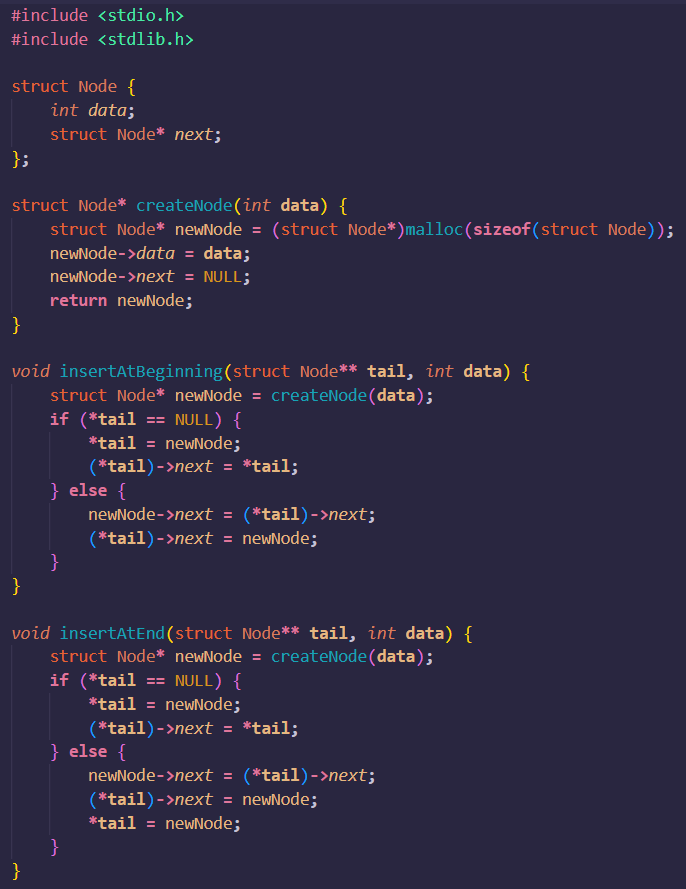 #include <stdio.h>
#include <stdlib.h>

struct Node {
    int data;
    struct Node* next;
};

struct Node* createNode(int data) {
    struct Node* newNode = (struct Node*)malloc(sizeof(struct Node));
    newNode->data = data;
    newNode->next = NULL;
    return newNode;
}

void insertAtBeginning(struct Node** tail, int data) {
    struct Node* newNode = createNode(data);
    if (*tail == NULL) {
        *tail = newNode;
        (*tail)->next = *tail;
    } else {
        newNode->next = (*tail)->next;
        (*tail)->next = newNode;
    }
}

void insertAtEnd(struct Node** tail, int data) {
    struct Node* newNode = createNode(data);
    if (*tail == NULL) {
        *tail = newNode;
        (*tail)->next = *tail;
    } else {
        newNode->next = (*tail)->next;
        (*tail)->next = newNode;
        *tail = newNode;
    }
}